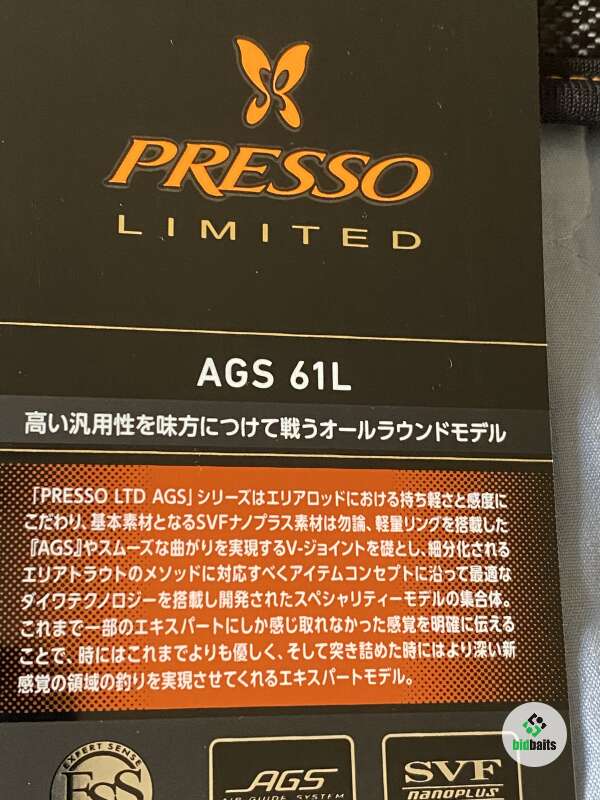 PRESSO
LIMITED
AGS 61L
高い汎用性を味方につけて戦うオールラウンドモデル
「PRESSO LTD AGS」シリーズはエリアロッドにおける持ち軽さと感度に
こだわり、基本素材となるSVFナノプラス素材は勿論、軽量リングを搭載した
『AGS』やスムーズな曲がりを実現するV-ジョイントを礎とし、細分化される
エリアトラウトのメソッドに対応すべくアイテムコンセプトに沿って最適な
ダイワテクノロジーを搭載し開発されたスペシャリティーモデルの集合体。
これまで一部のエキスパートにしか感じ取れなかった感覚を明確に伝える
ことで、時にはこれまでよりも優しく、そして突き詰めた時にはより深い新
感覚の領域の釣りを実現させてくれるエキスパートモデル。
bidbaits
EXPERT SENSE
ESS
AGS
AIR GUIDE SYSTEM
SVF
nanoPLUS